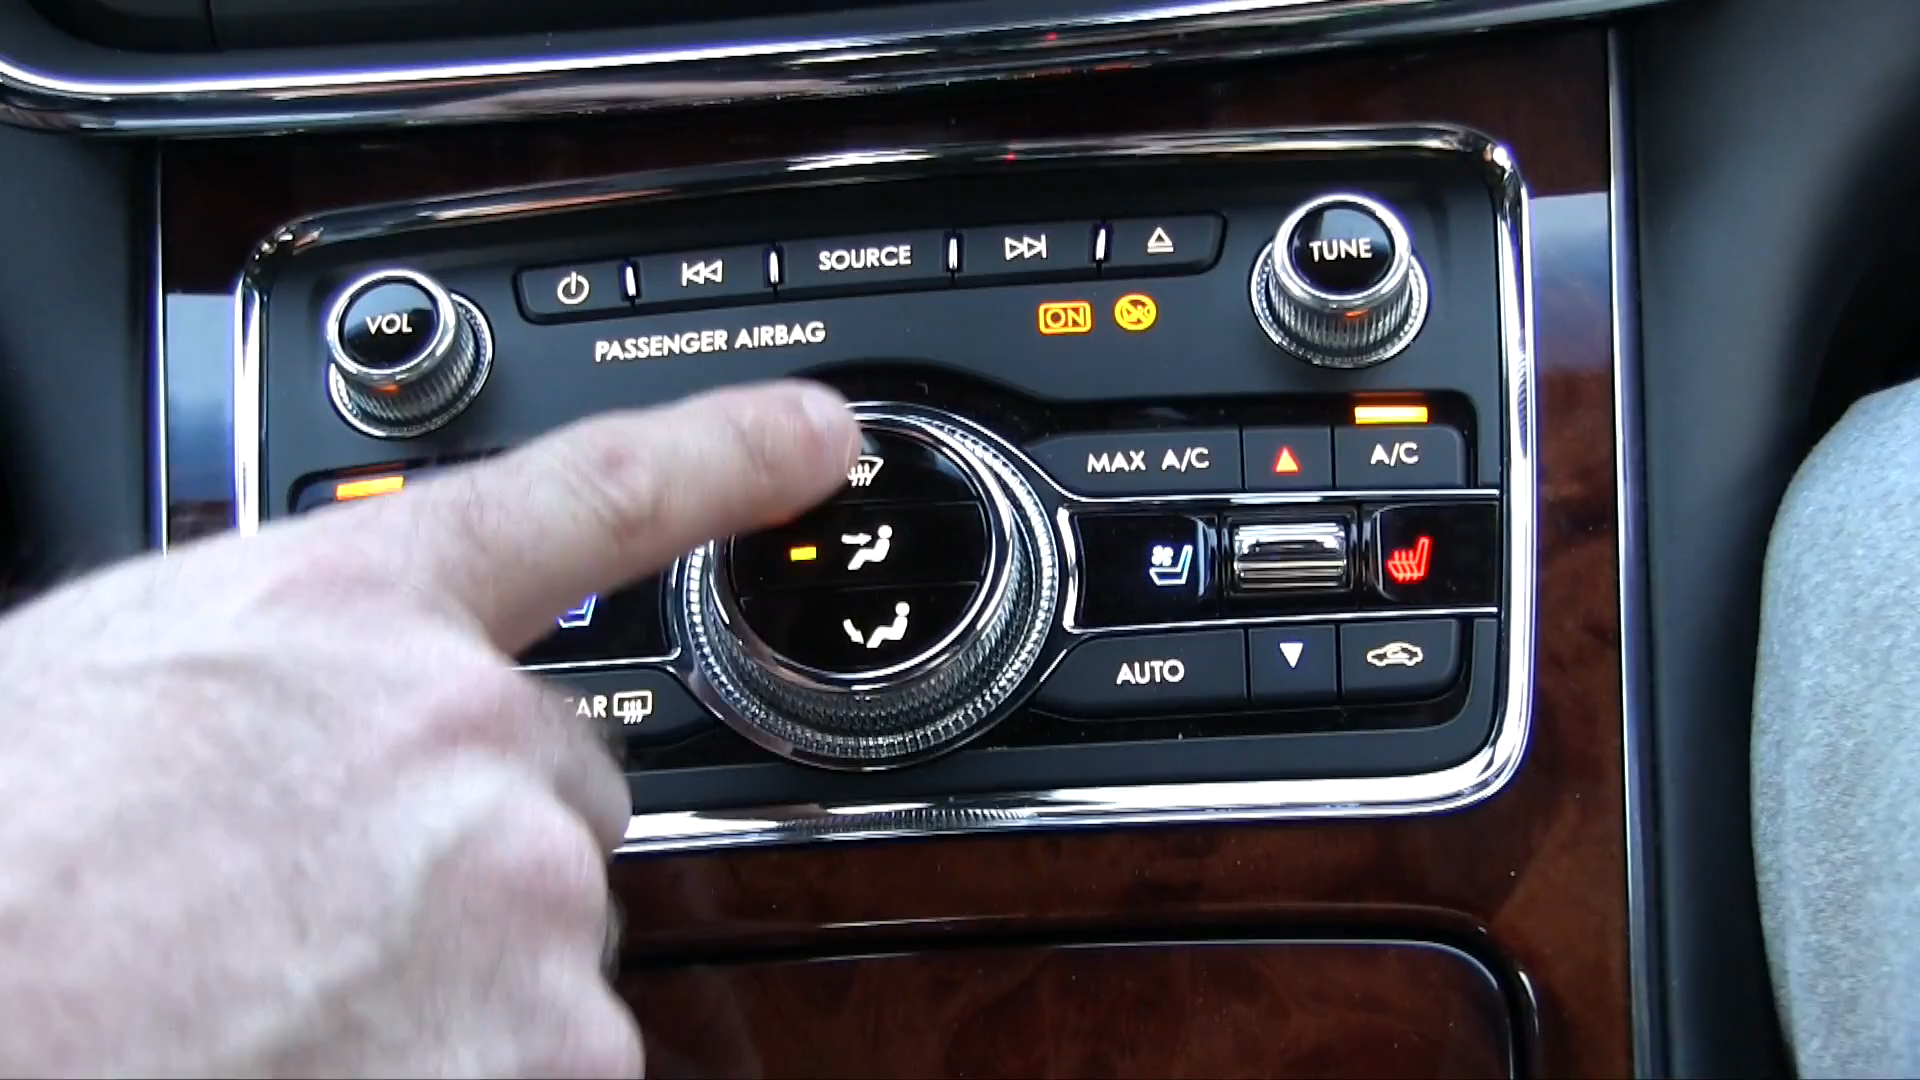 VOL
SOURCE
TUNE
PASSENGER AIRBAG
ON
MAX A/C
A/C
AUTO